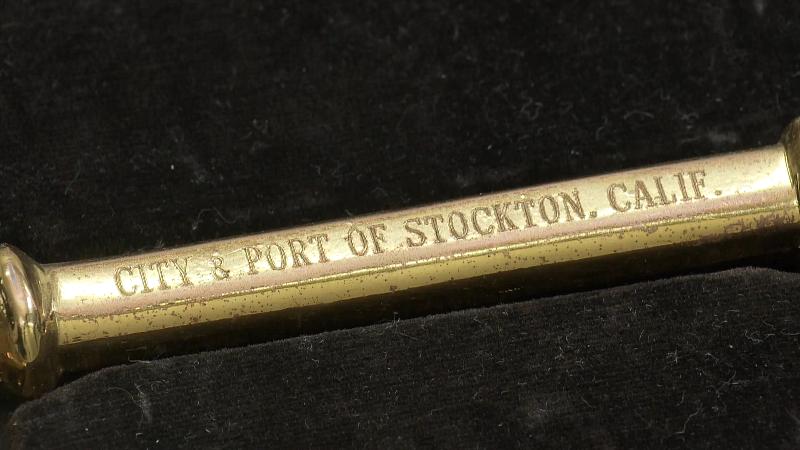 CITY & PORT OF STOCKTON. CALIF.